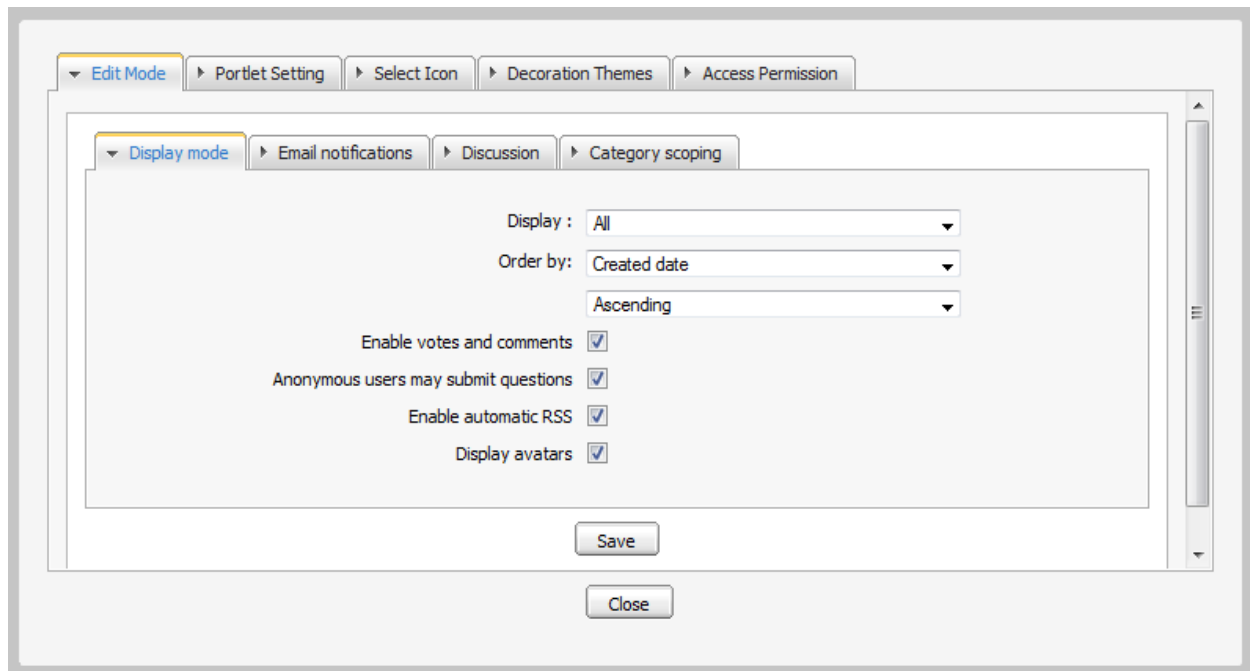 Edit Mode Portlet Setting Select Icon Decoration Themes Access Permission
Display mode Email notifications Discussion Category scoping
Display : All
Order by: Created date
Ascending
Enable votes and comments
Anonymous users may submit questions
Enable automatic RSS
Display avatars
Save
Close